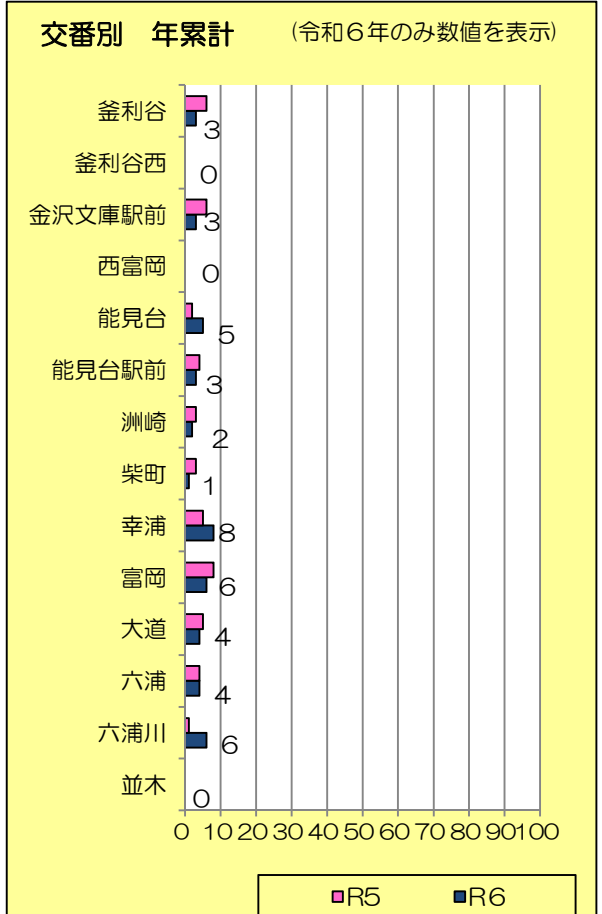 交番別　年累計　(令和６年のみ数値を表示)
釜利谷 3
釜利谷西 0
金沢文庫駅前 3
西富岡 0
能見台 5
能見台駅前 3
洲崎 2
柴町 1
幸浦 8
富岡 6
大道 4
六浦 4
六浦川 6
並木 0
0 10 20 30 40 50 60 70 80 90 100
R5 R6